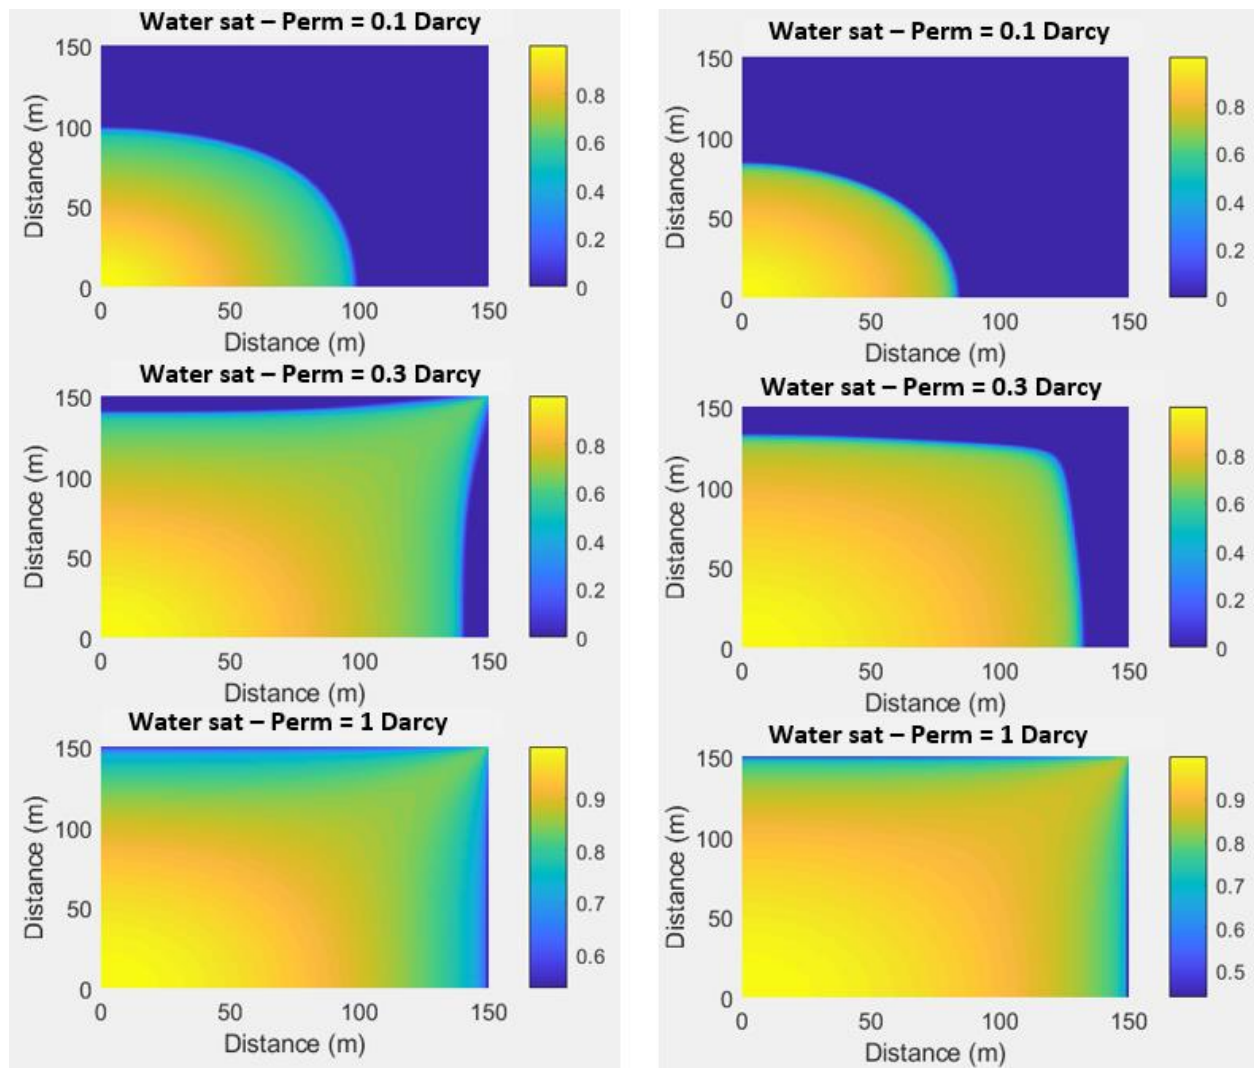 Water sat – Perm = 0.1 Darcy
150
100
50
0
Distance (m)
0 50 100 150
Distance (m)
0.8
0.6
0.4
0.2
0
Water sat – Perm = 0.3 Darcy
150
100
50
0
Distance (m)
0 50 100 150
Distance (m)
0.8
0.6
0.4
0.2
0
Water sat – Perm = 1 Darcy
150
100
50
0
Distance (m)
0 50 100 150
Distance (m)
0.9
0.8
0.7
0.6
Water sat – Perm = 0.1 Darcy
150
100
50
0
Distance (m)
0 50 100 150
Distance (m)
0.8
0.6
0.4
0.2
0
Water sat – Perm = 0.3 Darcy
150
100
50
0
Distance (m)
0 50 100 150
Distance (m)
0.8
0.6
0.4
0.2
0
Water sat – Perm = 1 Darcy
150
100
50
0
Distance (m)
0 50 100 150
Distance (m)
0.9
0.8
0.7
0.6
0.5